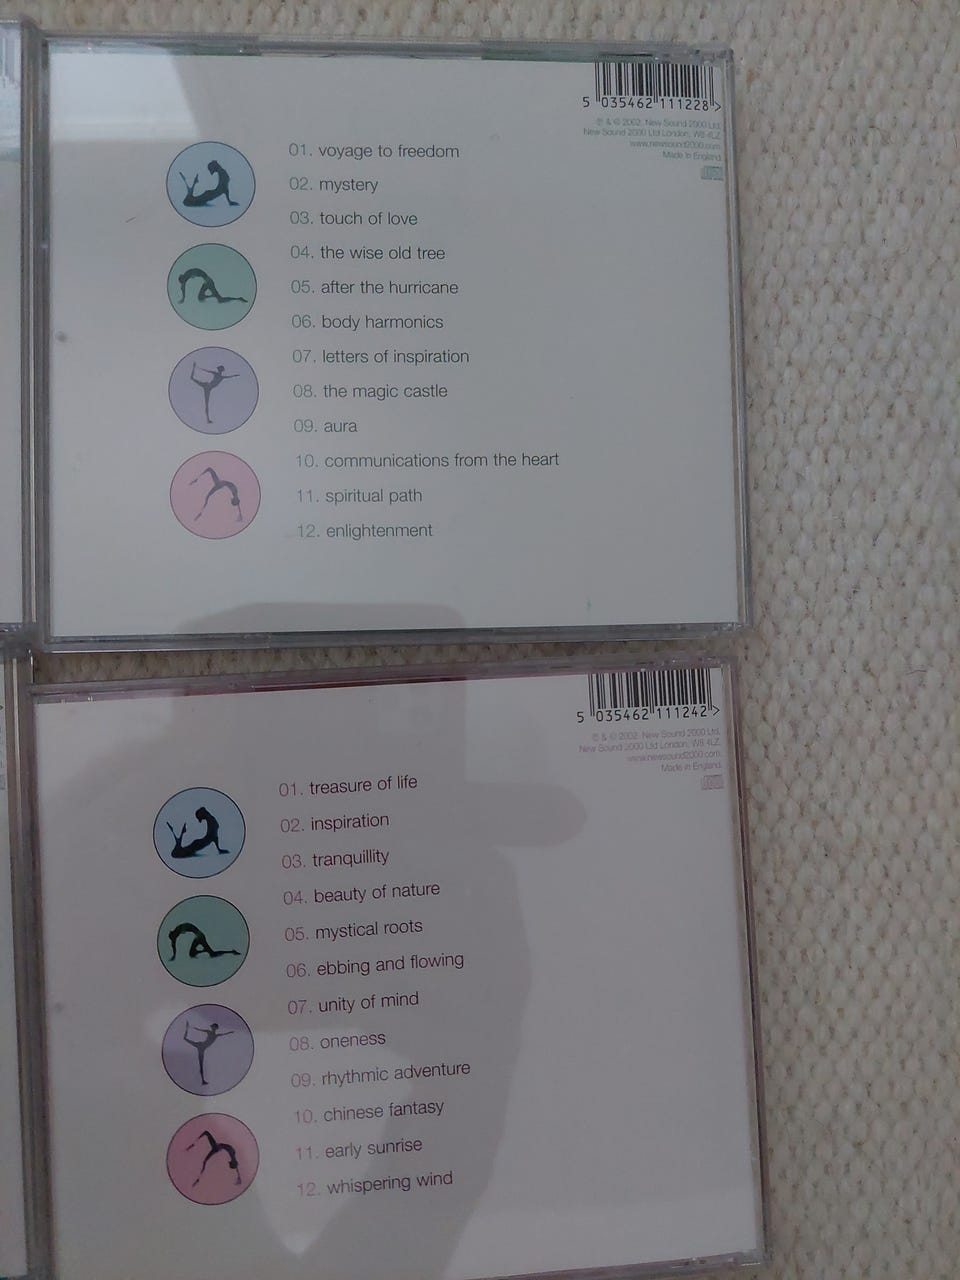 5 035462 111228 >
℗ & © 2002. New Sound 2000 Ltd.
New Sound 2000 Ltd London, W8 4LZ.
www.newsound2000.com
Made in England.
01. voyage to freedom
02. mystery
03. touch of love
04. the wise old tree
05. after the hurricane
06. body harmonics
07. letters of inspiration
08. the magic castle
09. aura
10. communications from the heart
11. spiritual path
12. enlightenment
5 035462 111242 >
℗ & © 2002. New Sound 2000 Ltd.
New Sound 2000 Ltd London, W8 4LZ.
www.newsound2000.com
Made in England.
01. treasure of life
02. inspiration
03. tranquillity
04. beauty of nature
05. mystical roots
06. ebbing and flowing
07. unity of mind
08. oneness
09. rhythmic adventure
10. chinese fantasy
11. early sunrise
12. whispering wind